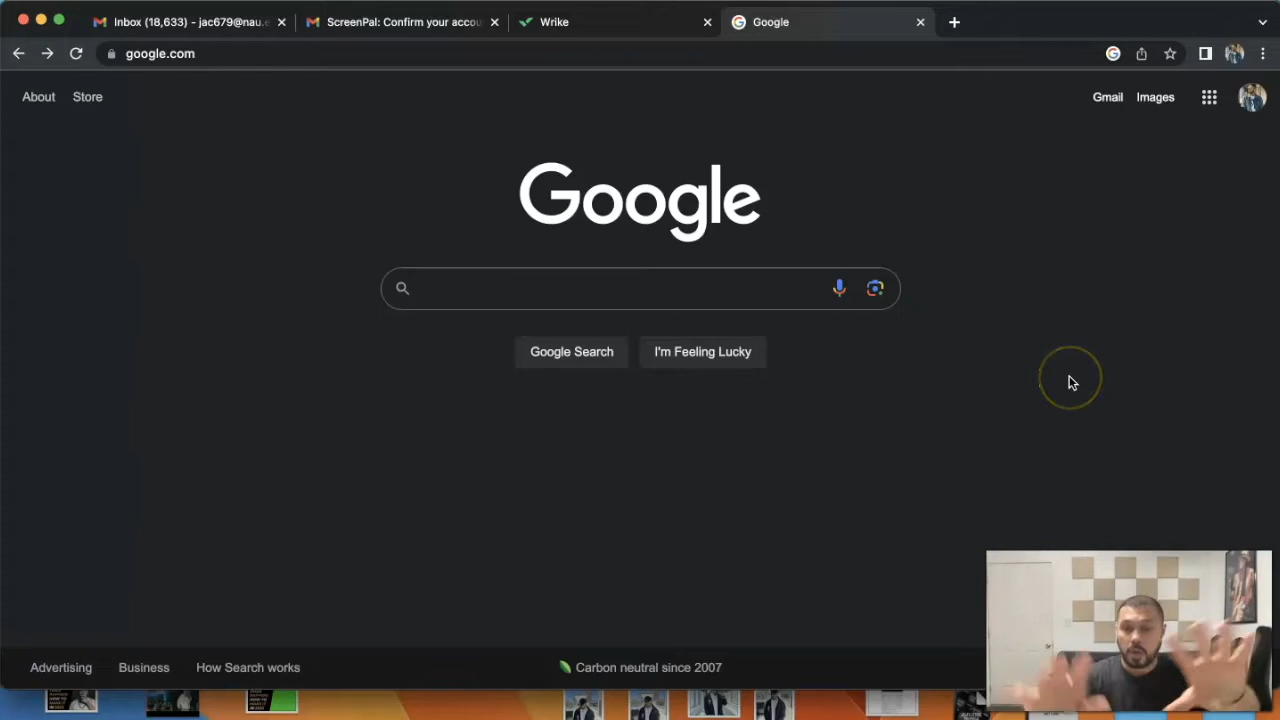 Inbox (18,633) - jac679@nau.e
ScreenPal: Confirm your accou
Wrike
Google
google.com
About
Store
Gmail
Images
Google
Google Search
I'm Feeling Lucky
Advertising
Business
How Search works
Carbon neutral since 2007